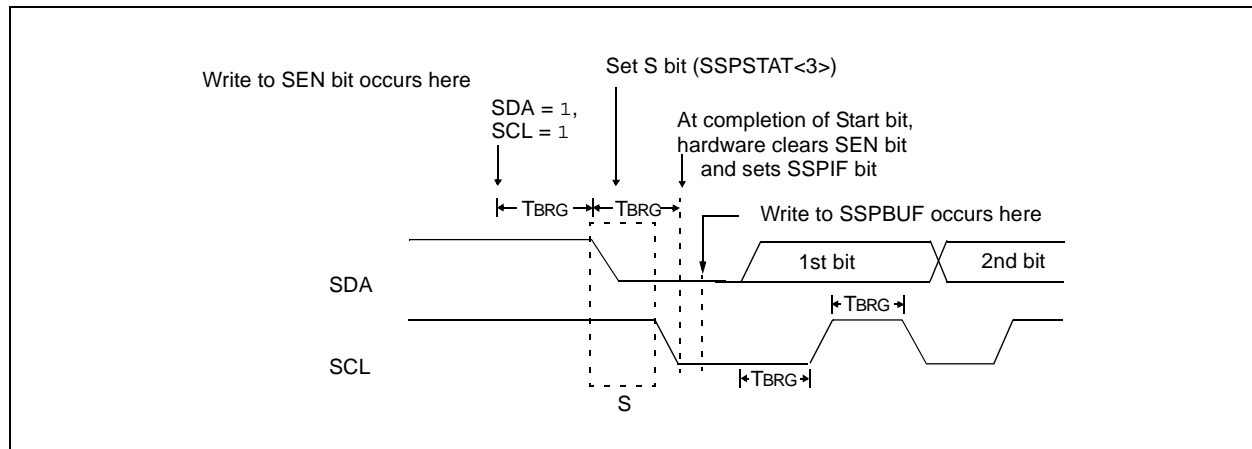 Set S bit (SSPSTAT<3>)
Write to SEN bit occurs here
SDA = 1,
SCL = 1
At completion of Start bit,
hardware clears SEN bit
and sets SSPIF bit
TBRG TBRG
Write to SSPBUF occurs here
1st bit 2nd bit
SDA
TBRG
SCL
TBRG
S